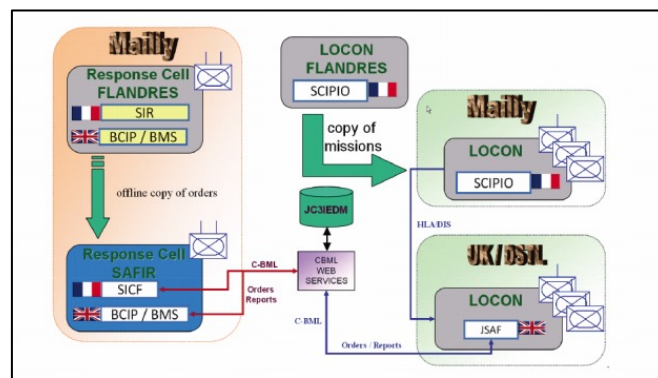 Mailly
Response Cell
FLANDRES
SIR
BCIP / BMS
offline copy of orders
Response Cell
SAFIR
SICF
BCIP / BMS
C-BML
Orders
Reports
LOCON
FLANDRES
SCIPIO
copy of
missions
JC3IEDM
CBML
WEB
SERVICES
C-BML
Orders / Reports
Mailly
LOCON
SCIPIO
HLA/DIS
UK / DSTL
LOCON
JSAF